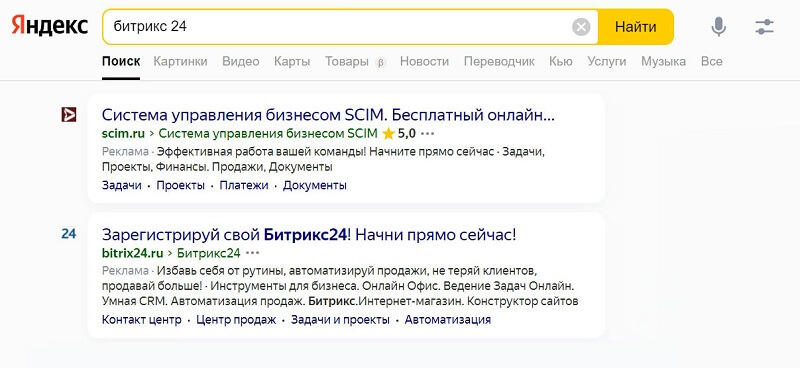 Яндекс
битрикс 24
Найти
Поиск Картинки Видео Карты Товары β Новости Переводчик Кью Услуги Музыка Все
Система управления бизнесом SCIM. Бесплатный онлайн...
scim.ru › Система управления бизнесом SCIM 5,0 •••
Реклама · Эффективная работа вашей команды! Начните прямо сейчас · Задачи,
Проекты, Финансы. Продажи, Документы
Задачи • Проекты • Платежи • Документы
24
Зарегистрируй свой Битрикс24! Начни прямо сейчас!
bitrix24.ru › Битрикс24 •••
Реклама · Избавь себя от рутины, автоматизируй продажи, не теряй клиентов,
продавай больше! · Инструменты для бизнеса. Онлайн Офис. Ведение Задач Онлайн.
Умная CRM. Автоматизация продаж. Битрикс.Интернет-магазин. Конструктор сайтов
Контакт центр • Центр продаж • Задачи и проекты • Автоматизация